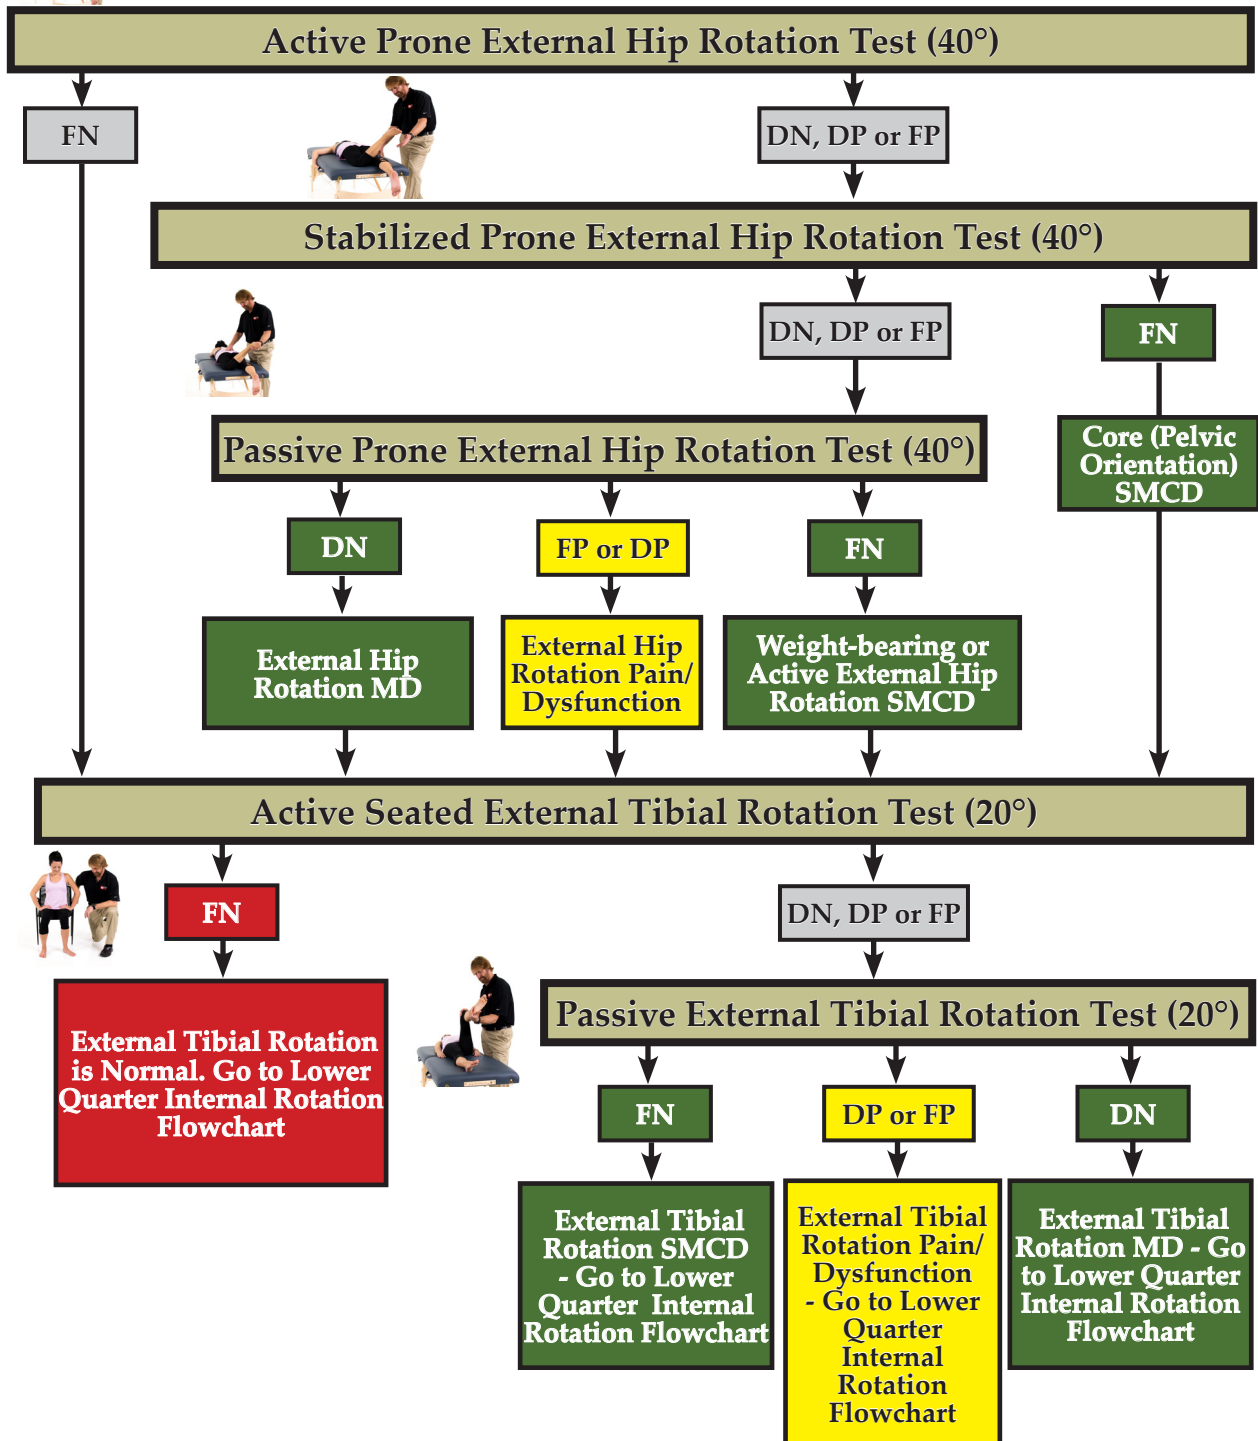 Active Prone External Hip Rotation Test (40°)
FN
DN, DP or FP
Stabilized Prone External Hip Rotation Test (40°)
DN, DP or FP
FN
Passive Prone External Hip Rotation Test (40°)
Core (Pelvic
Orientation)
SMCD
DN
FP or DP
FN
External Hip
Rotation MD
External Hip
Rotation Pain/
Dysfunction
Weight-bearing or
Active External Hip
Rotation SMCD
Active Seated External Tibial Rotation Test (20°)
FN
DN, DP or FP
External Tibial Rotation
is Normal. Go to Lower
Quarter Internal Rotation
Flowchart
Passive External Tibial Rotation Test (20°)
FN
DP or FP
DN
External Tibial
Rotation SMCD
- Go to Lower
Quarter Internal
Rotation Flowchart
External Tibial
Rotation Pain/
Dysfunction
- Go to Lower
Quarter
Internal
Rotation
Flowchart
External Tibial
Rotation MD - Go
to Lower Quarter
Internal Rotation
Flowchart